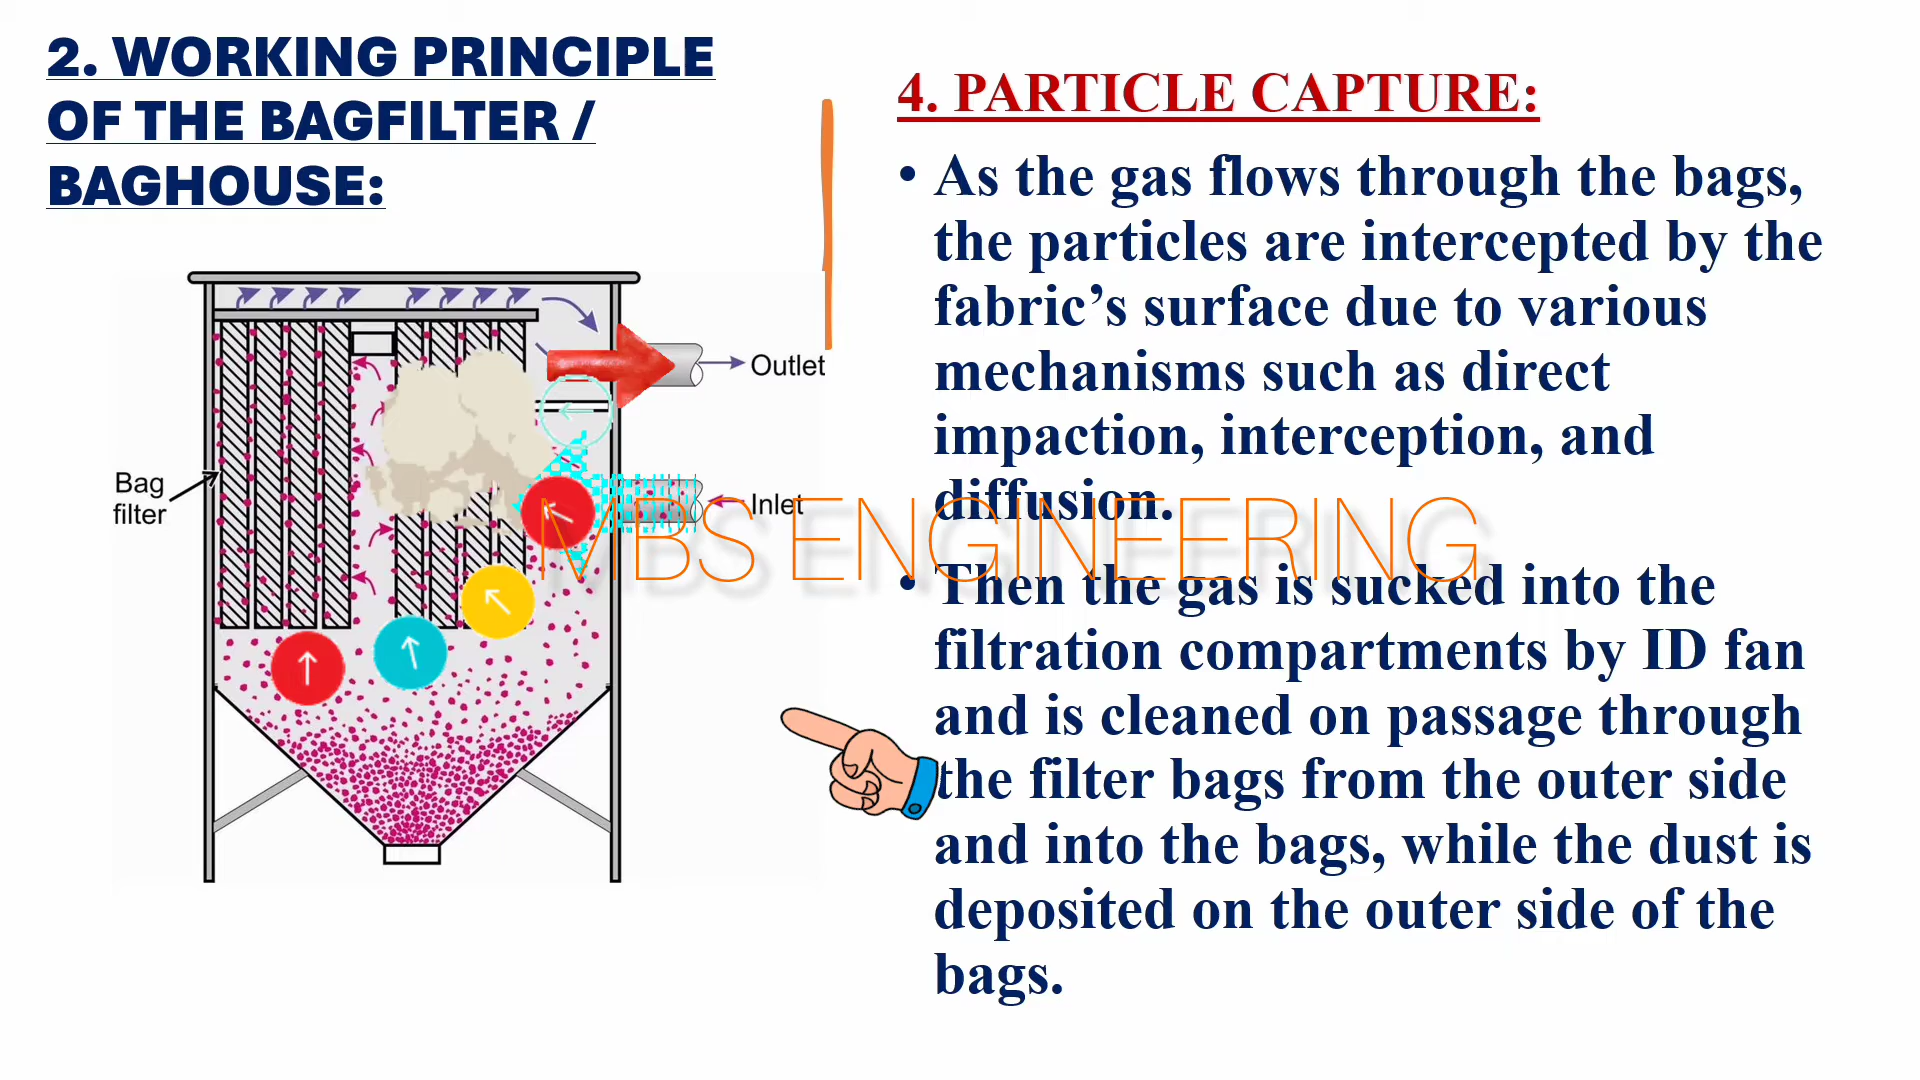 2. WORKING PRINCIPLE
OF THE BAGFILTER /
BAGHOUSE:
Outlet
Bag
filter
Inlet
4. PARTICLE CAPTURE:
• As the gas flows through the bags,
the particles are intercepted by the
fabric’s surface due to various
mechanisms such as direct
impaction, interception, and
diffusion.
MBS ENGINEERING
• Then the gas is sucked into the
filtration compartments by ID fan
and is cleaned on passage through
the filter bags from the outer side
and into the bags, while the dust is
deposited on the outer side of the
bags.